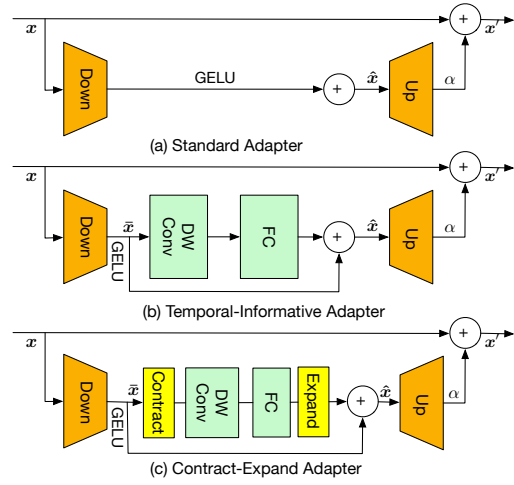 x
x′
Down
GELU
+
x̂
Up
α
+
(a) Standard Adapter
x
x′
Down
GELU
x̄
DW
Conv
FC
+
x̂
Up
α
+
(b) Temporal-Informative Adapter
x
x′
Down
GELU
x̄
Contract
DW
Conv
FC
Expand
+
x̂
Up
α
+
(c) Contract-Expand Adapter